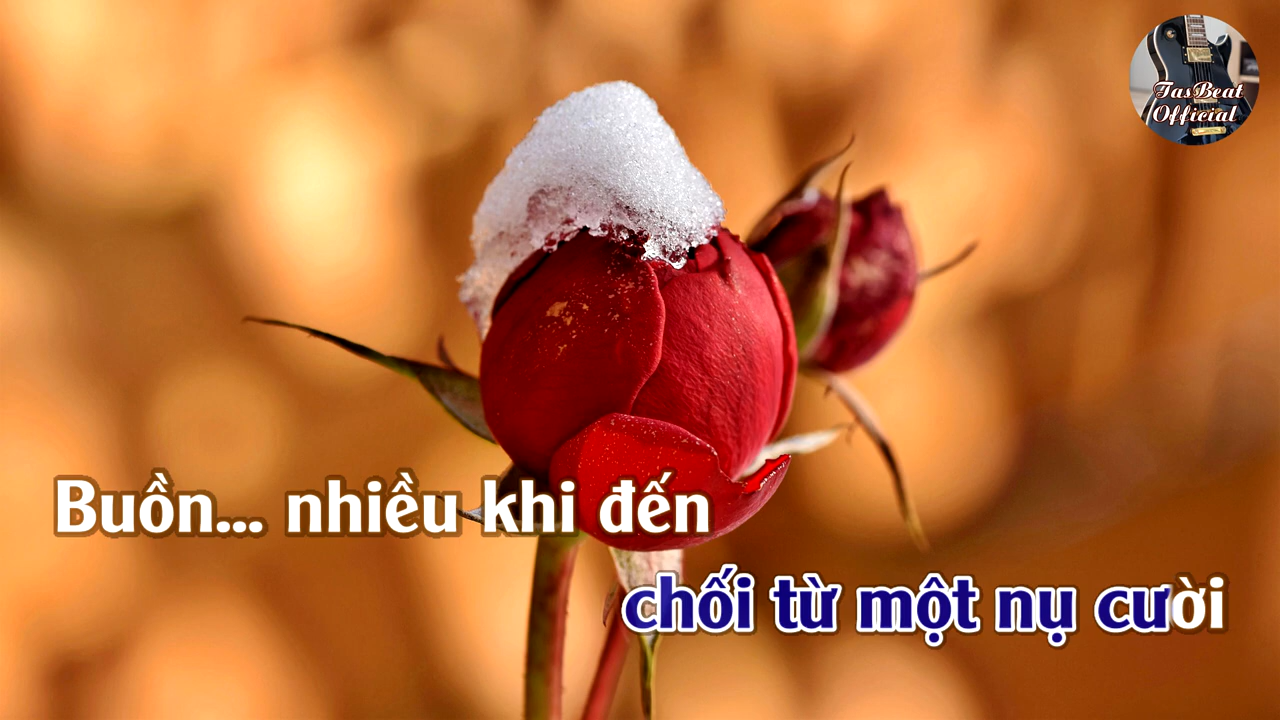 TasBeat
Official
Buồn... nhiều khi đến
chối từ một nụ cười